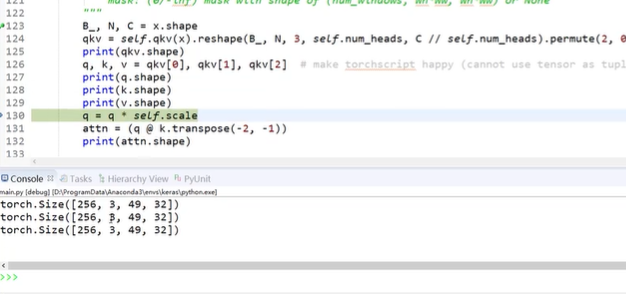 mask: (0/-inf) mask with shape of (num_windows, Wh*Ww, Wh*Ww) or None
122 """
123 B_, N, C = x.shape
124 qkv = self.qkv(x).reshape(B_, N, 3, self.num_heads, C // self.num_heads).permute(2, 0
125 print(qkv.shape)
126 q, k, v = qkv[0], qkv[1], qkv[2]  # make torchscript happy (cannot use tensor as tupl
127 print(q.shape)
128 print(k.shape)
129 print(v.shape)
130 q = q * self.scale
131 attn = (q @ k.transpose(-2, -1))
132 print(attn.shape)
133
Console Tasks Hierarchy View PyUnit
main.py [debug] [D:\ProgramData\Anaconda3\envs\keras\python.exe]
torch.Size([256, 3, 49, 32])
torch.Size([256, 3, 49, 32])
torch.Size([256, 3, 49, 32])
>>>